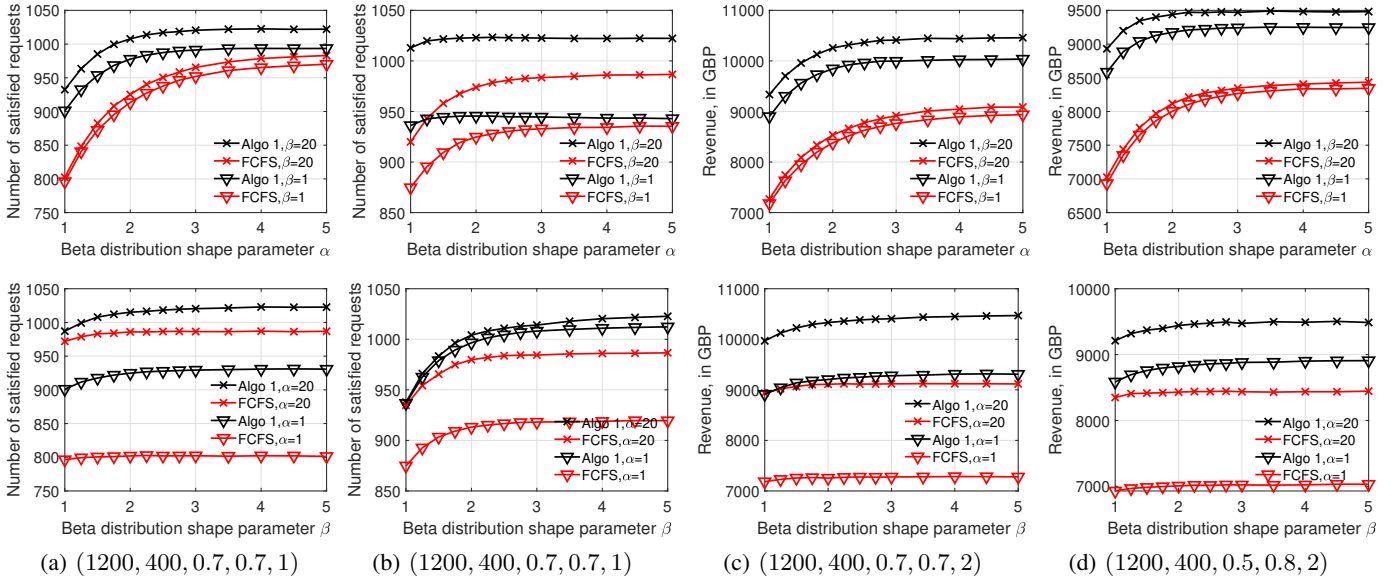 Number of satisfied requests
1050
1000
950
900
850
800
750
Algo 1,β=20
FCFS,β=20
Algo 1,β=1
FCFS,β=1
1 2 3 4 5
Beta distribution shape parameter α
Number of satisfied requests
1050
1000
950
900
850
Algo 1,β=20
FCFS,β=20
Algo 1,β=1
FCFS,β=1
1 2 3 4 5
Beta distribution shape parameter α
Revenue, in GBP
11000
10000
9000
8000
7000
Algo 1,β=20
FCFS,β=20
Algo 1,β=1
FCFS,β=1
1 2 3 4 5
Beta distribution shape parameter α
Revenue, in GBP
9500
9000
8500
8000
7500
7000
6500
Algo 1,β=20
FCFS,β=20
Algo 1,β=1
FCFS,β=1
1 2 3 4 5
Beta distribution shape parameter α
Number of satisfied requests
1050
1000
950
900
850
800
750
Algo 1,α=20
FCFS,α=20
Algo 1,α=1
FCFS,α=1
1 2 3 4 5
Beta distribution shape parameter β
Number of satisfied requests
1050
1000
950
900
850
Algo 1,α=20
FCFS,α=20
Algo 1,α=1
FCFS,α=1
1 2 3 4 5
Beta distribution shape parameter β
Revenue, in GBP
11000
10000
9000
8000
7000
Algo 1,α=20
FCFS,α=20
Algo 1,α=1
FCFS,α=1
1 2 3 4 5
Beta distribution shape parameter β
Revenue, in GBP
10000
9000
8000
7000
Algo 1,α=20
FCFS,α=20
Algo 1,α=1
FCFS,α=1
1 2 3 4 5
Beta distribution shape parameter β
(a) (1200, 400, 0.7, 0.7, 1)
(b) (1200, 400, 0.7, 0.7, 1)
(c) (1200, 400, 0.7, 0.7, 2)
(d) (1200, 400, 0.5, 0.8, 2)